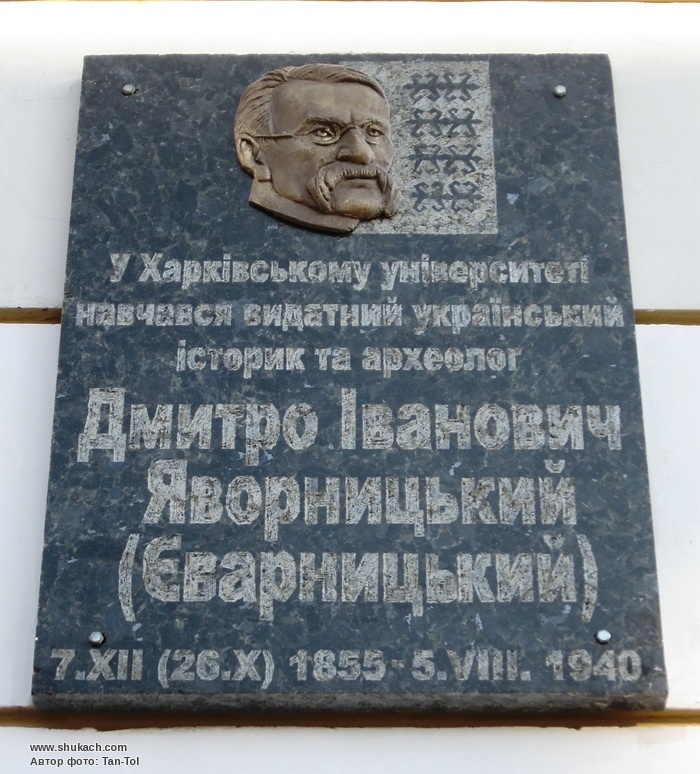 У Харківському університеті
навчався видатний український
історик та археолог
Дмитро Іванович
Яворницький
(Єварницький)
7.XII (26.X) 1855 - 5.VIII. 1940
www.shukach.com
Автор фото: Tan-Tol